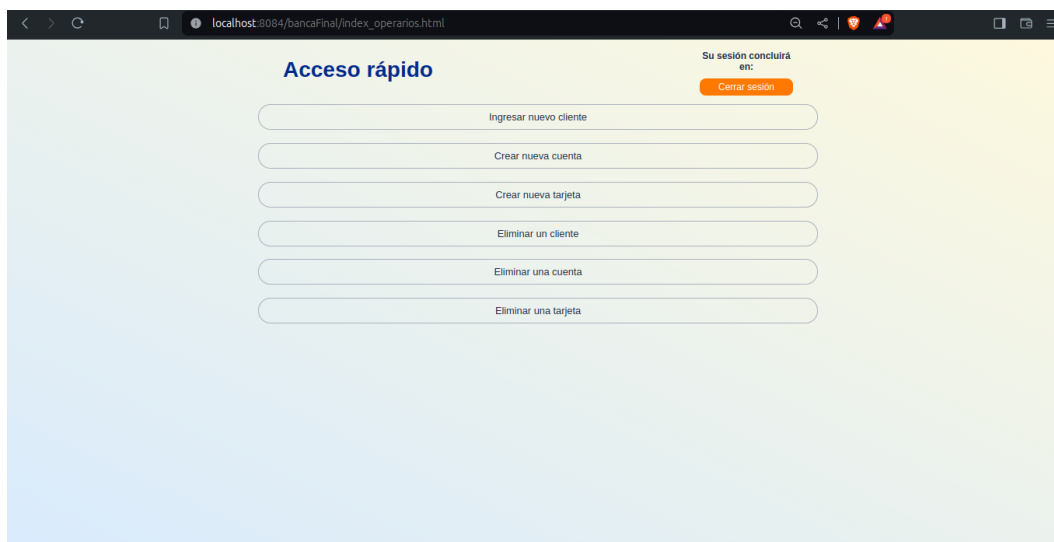 localhost:8084/bancaFinal/index_operarios.html
Acceso rápido
Su sesión concluirá
en:
Cerrar sesión
Ingresar nuevo cliente
Crear nueva cuenta
Crear nueva tarjeta
Eliminar un cliente
Eliminar una cuenta
Eliminar una tarjeta